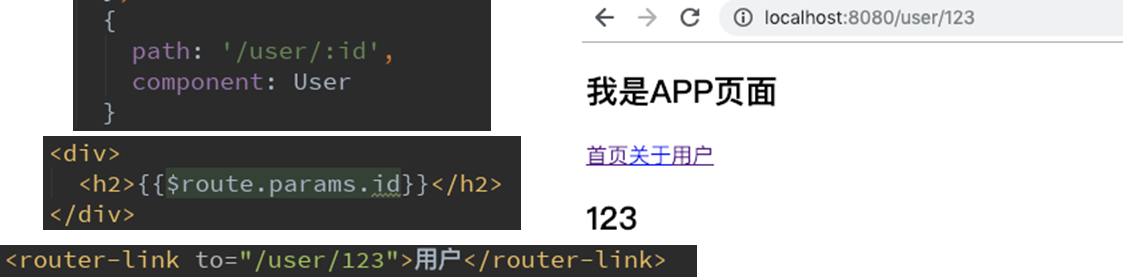 {
path: '/user/:id',
component: User
}
<div>
<h2>{{$route.params.id}}</h2>
</div>
<router-link to="/user/123">用户</router-link>
localhost:8080/user/123
我是APP页面
首页关于用户
123